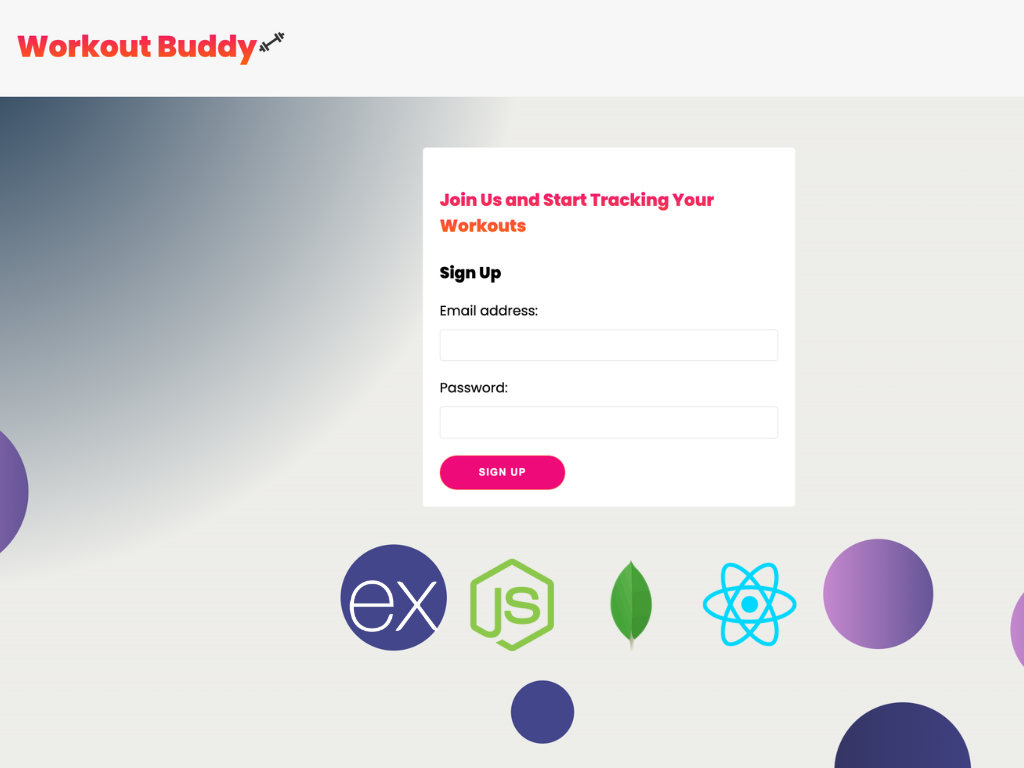 Workout Buddy
Join Us and Start Tracking Your
Workouts
Sign Up
Email address:
Password:
SIGN UP
ex
JS